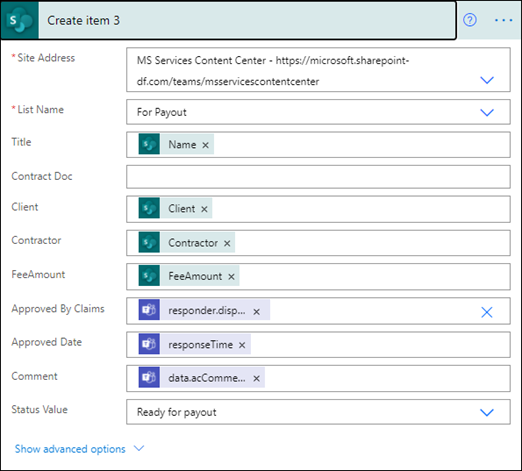 Create item 3
* Site Address
MS Services Content Center - https://microsoft.sharepoint-
df.com/teams/msservicescontentcenter
* List Name For Payout
Title Name ×
Contract Doc
Client Client ×
Contractor Contractor ×
FeeAmount FeeAmount ×
Approved By Claims responder.disp... ×
Approved Date responseTime ×
Comment data.acComme... ×
Status Value Ready for payout
Show advanced options